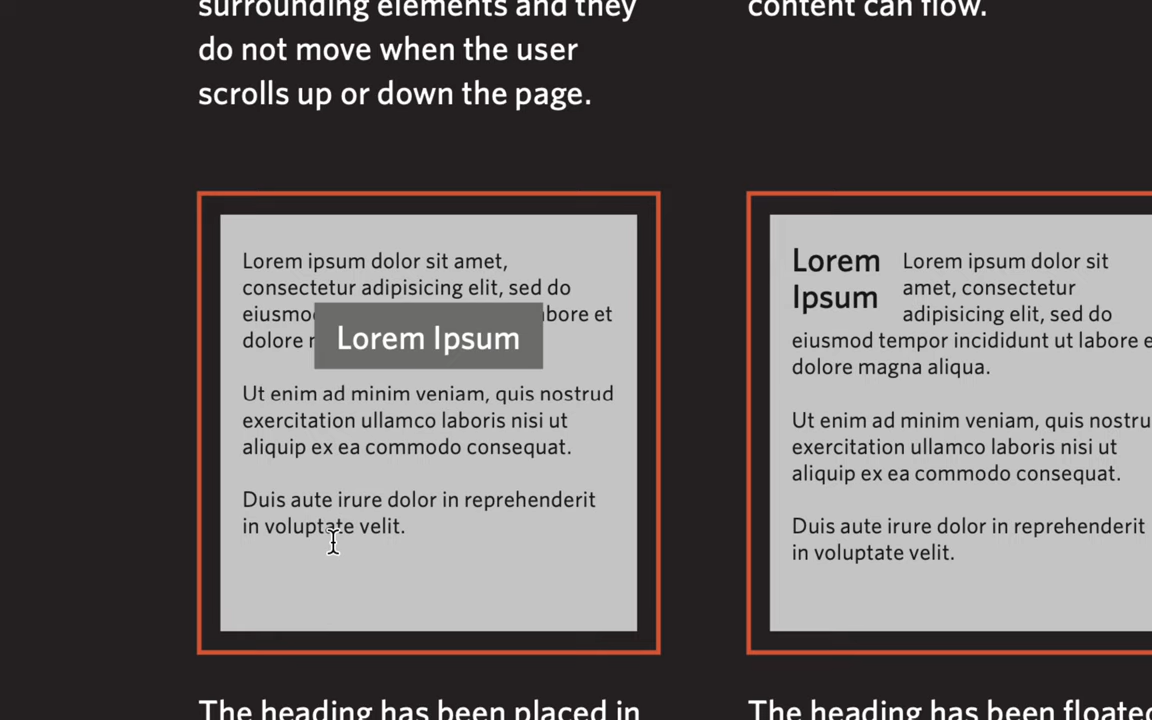 surrounding elements and they
do not move when the user
scrolls up or down the page.
content can flow.
Lorem ipsum dolor sit amet,
consectetur adipisicing elit, sed do
eiusmo bore et
dolore
Lorem Ipsum
Ut enim ad minim veniam, quis nostrud
exercitation ullamco laboris nisi ut
aliquip ex ea commodo consequat.
Duis aute irure dolor in reprehenderit
in voluptate velit.
Lorem
Ipsum
Lorem ipsum dolor sit
amet, consectetur
adipisicing elit, sed do
eiusmod tempor incididunt ut labore e
dolore magna aliqua.
Ut enim ad minim veniam, quis nostru
exercitation ullamco laboris nisi ut
aliquip ex ea commodo consequat.
Duis aute irure dolor in reprehenderit
in voluptate velit.
The heading has been placed in
The heading has been floated